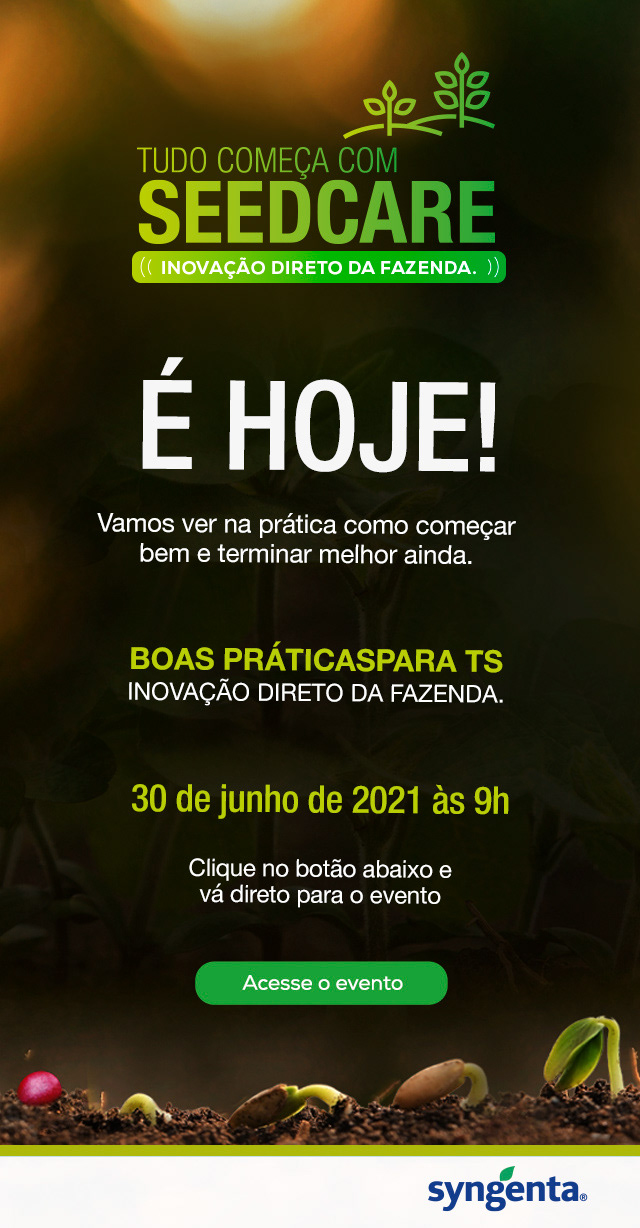 TUDO COMEÇA COM
SEEDCARE
(( INOVAÇÃO DIRETO DA FAZENDA. ))
É HOJE!
Vamos ver na prática como começar
bem e terminar melhor ainda.
BOAS PRÁTICASPARA TS
INOVAÇÃO DIRETO DA FAZENDA.
30 de junho de 2021 às 9h
Clique no botão abaixo e
vá direto para o evento
Acesse o evento
syngenta®